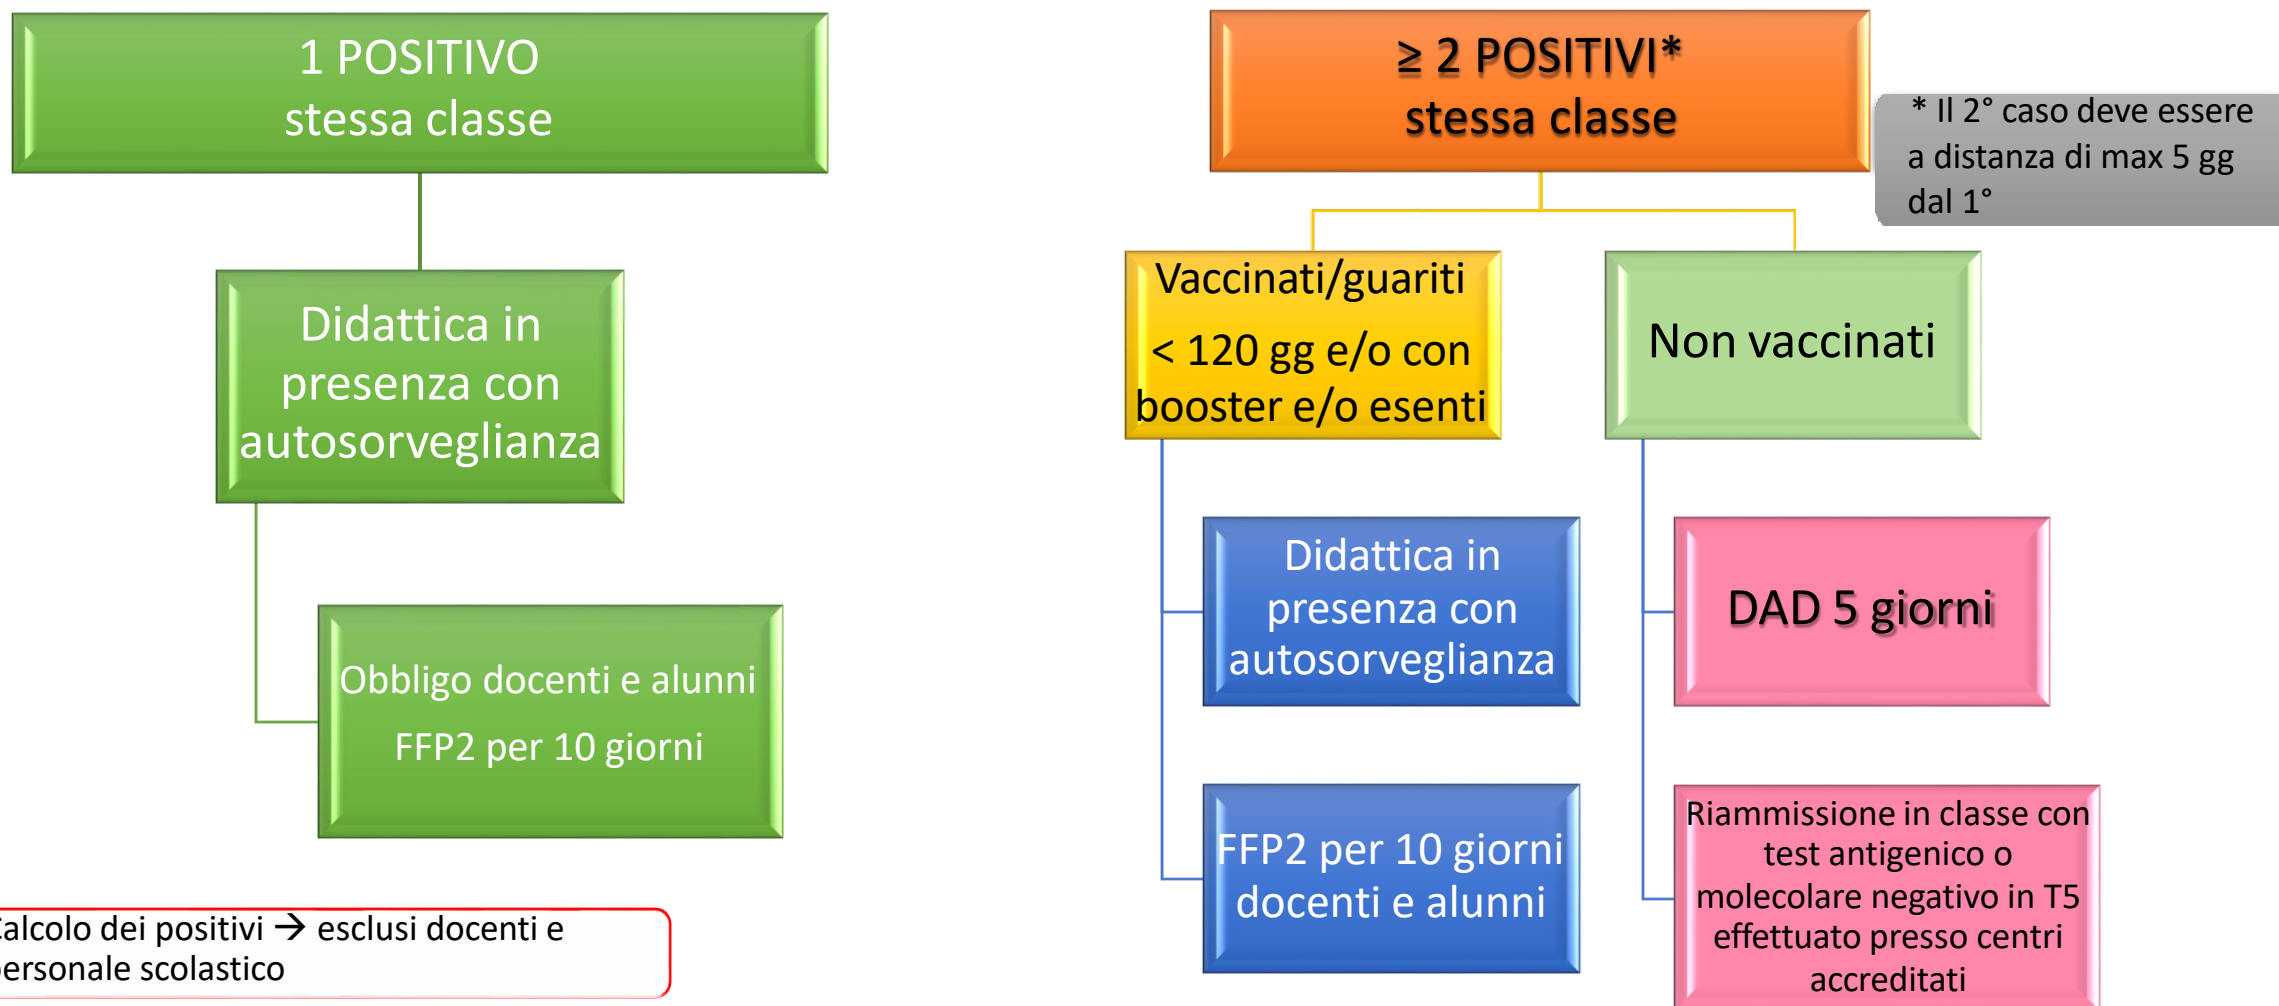 1 POSITIVO
stessa classe
Didattica in
presenza con
autosorveglianza
Obbligo docenti e alunni
FFP2 per 10 giorni
Calcolo dei positivi → esclusi docenti e
personale scolastico
≥ 2 POSITIVI*
stessa classe
* Il 2° caso deve essere
a distanza di max 5 gg
dal 1°
Vaccinati/guariti
< 120 gg e/o con
booster e/o esenti
Didattica in
presenza con
autosorveglianza
FFP2 per 10 giorni
docenti e alunni
Non vaccinati
DAD 5 giorni
Riammissione in classe con
test antigenico o
molecolare negativo in T5
effettuato presso centri
accreditati